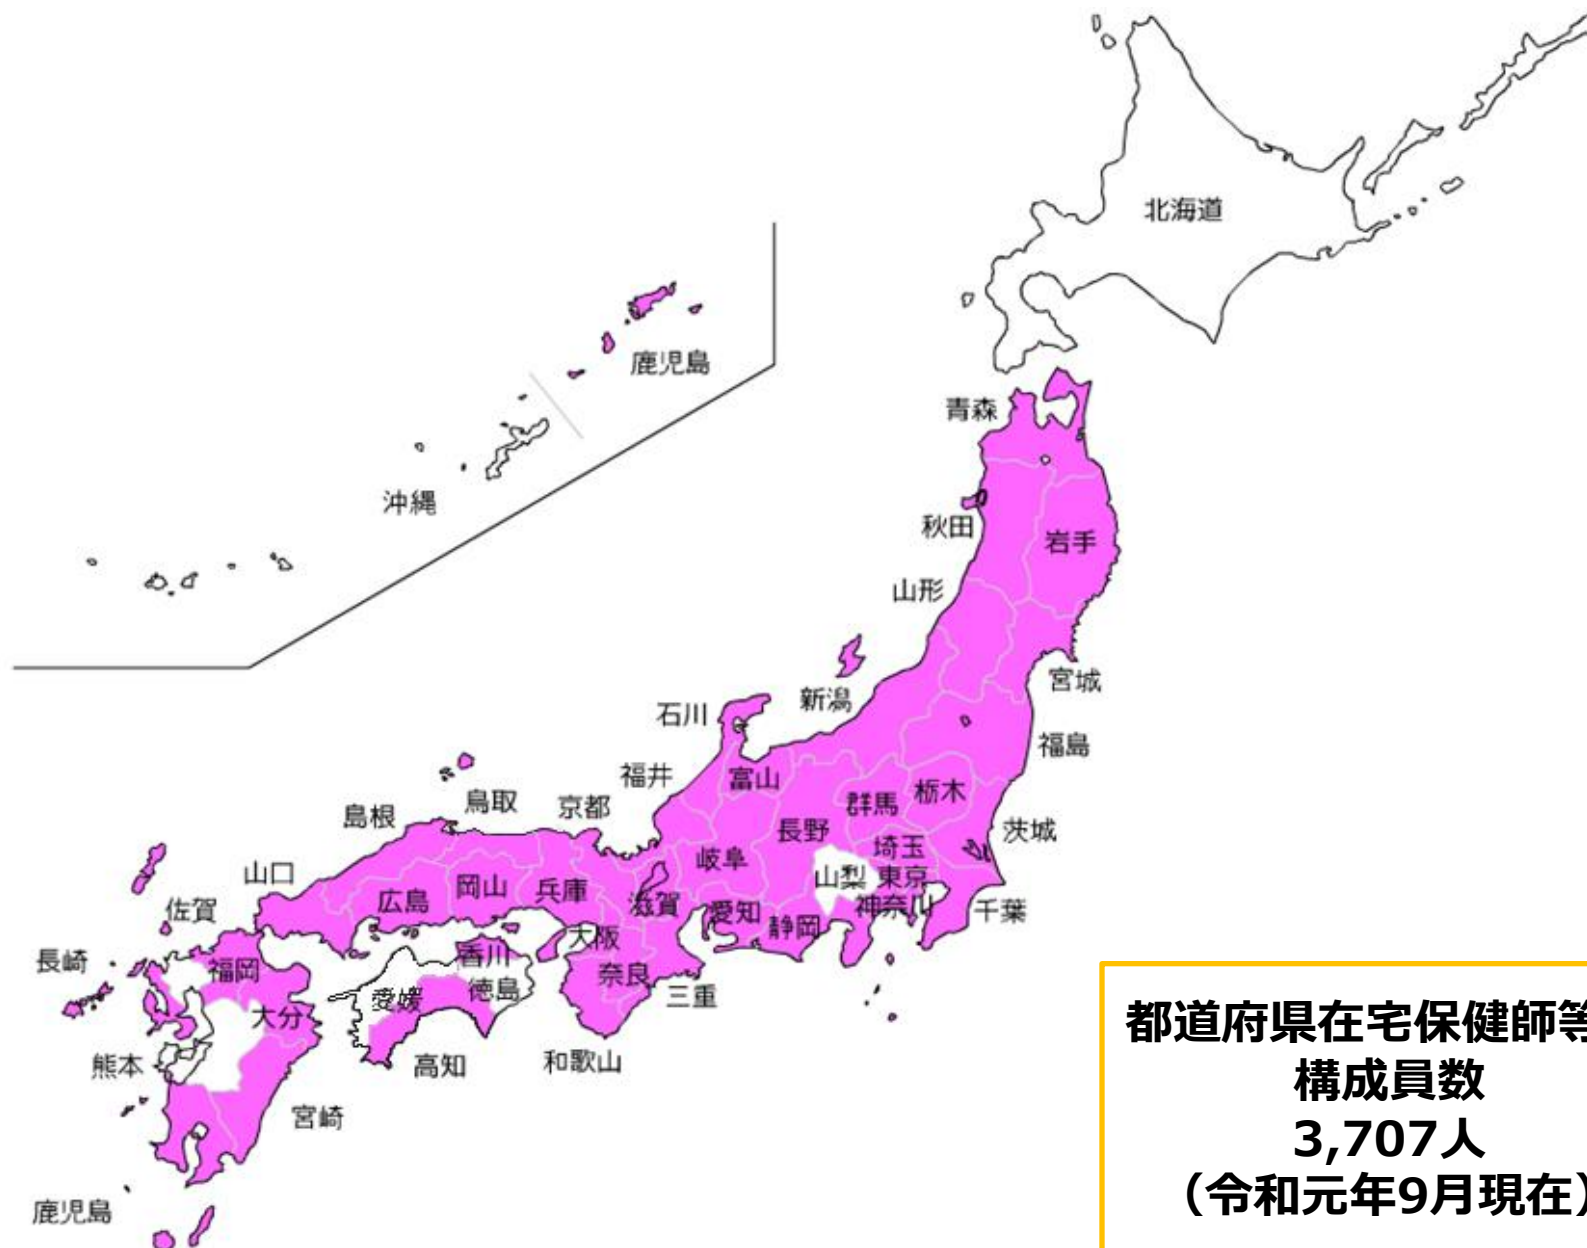 北海道
鹿児島
青森
沖縄
秋田
岩手
山形
宮城
新潟
石川
福島
福井
富山
栃木
群馬
鳥取
京都
島根
長野
茨城
埼玉
岐阜
山口
山梨
東京
岡山
兵庫
広島
滋賀
愛知
神奈川
千葉
佐賀
静岡
大阪
香川
長崎
福岡
奈良
徳島
愛媛
三重
大分
熊本
高知
和歌山
宮崎
鹿児島
都道府県在宅保健師等
構成員数
3,707人
（令和元年9月現在）